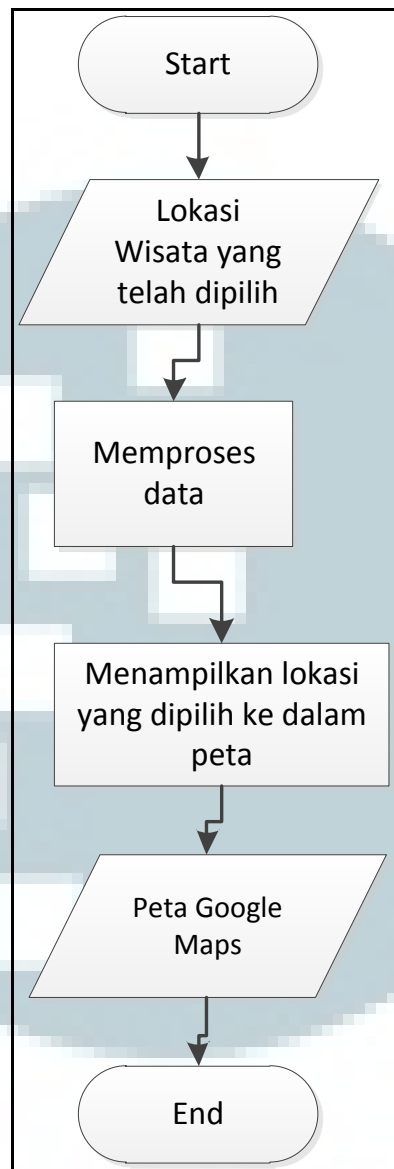 Start
Lokasi
Wisata yang
telah dipilih
Memproses
data
Menampilkan lokasi
yang dipilih ke dalam
peta
Peta Google
Maps
End